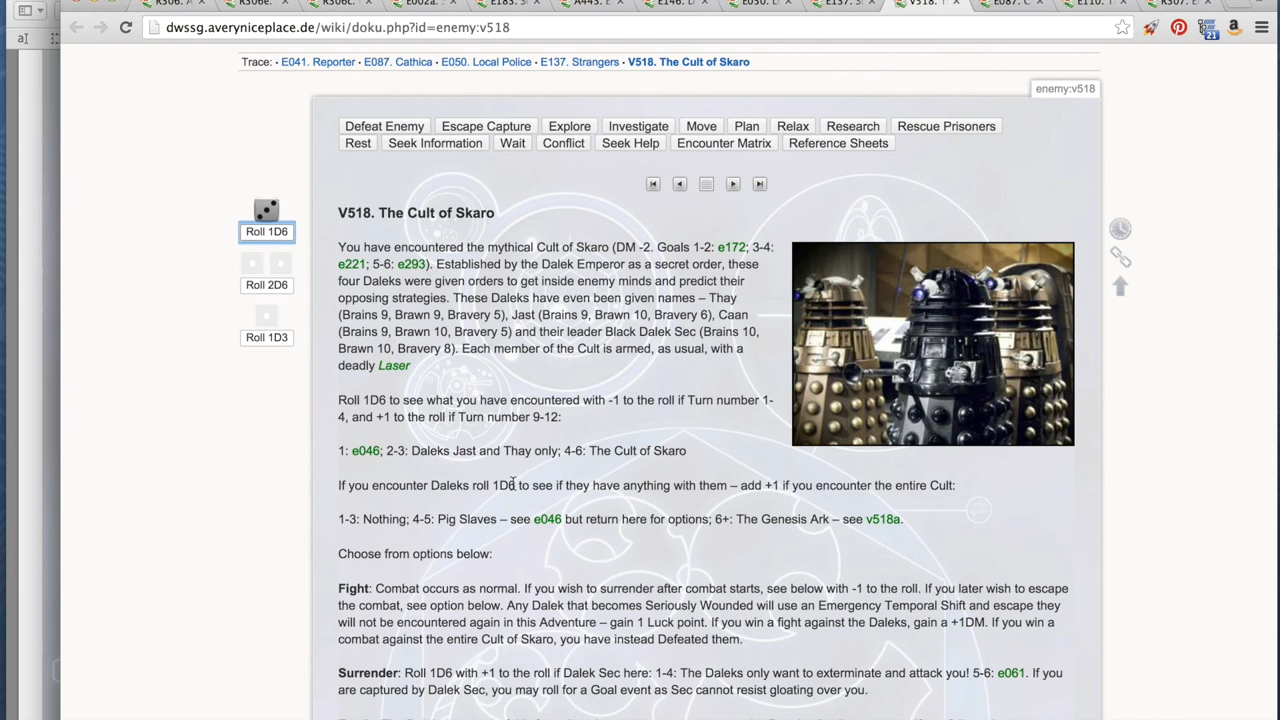 R306. A
R306e.
R306c.
E002a.
E183. S
A443. E
E146. D
E050. L
E137. S
V518. T
E087. C
E110. T
R307. E
dwssg.averyniceplace.de/wiki/doku.php?id=enemy:v518
21
Trace: • E041. Reporter • E087. Cathica • E050. Local Police • E137. Strangers • V518. The Cult of Skaro
enemy:v518
Defeat Enemy Escape Capture Explore Investigate Move Plan Relax Research Rescue Prisoners
Rest Seek Information Wait Conflict Seek Help Encounter Matrix Reference Sheets
Roll 1D6
Roll 2D6
Roll 1D3
V518. The Cult of Skaro
You have encountered the mythical Cult of Skaro (DM -2. Goals 1-2: e172; 3-4:
e221; 5-6: e293). Established by the Dalek Emperor as a secret order, these
four Daleks were given orders to get inside enemy minds and predict their
opposing strategies. These Daleks have even been given names – Thay
(Brains 9, Brawn 9, Bravery 5), Jast (Brains 9, Brawn 10, Bravery 6), Caan
(Brains 9, Brawn 10, Bravery 5) and their leader Black Dalek Sec (Brains 10,
Brawn 10, Bravery 8). Each member of the Cult is armed, as usual, with a
deadly Laser
Roll 1D6 to see what you have encountered with -1 to the roll if Turn number 1-
4, and +1 to the roll if Turn number 9-12:
1: e046; 2-3: Daleks Jast and Thay only; 4-6: The Cult of Skaro
If you encounter Daleks roll 1D6 to see if they have anything with them – add +1 if you encounter the entire Cult:
1-3: Nothing; 4-5: Pig Slaves – see e046 but return here for options; 6+: The Genesis Ark – see v518a.
Choose from options below:
Fight: Combat occurs as normal. If you wish to surrender after combat starts, see below with -1 to the roll. If you later wish to escape
the combat, see option below. Any Dalek that becomes Seriously Wounded will use an Emergency Temporal Shift and escape they
will not be encountered again in this Adventure – gain 1 Luck point. If you win a fight against the Daleks, gain a +1DM. If you win a
combat against the entire Cult of Skaro, you have instead Defeated them.
Surrender: Roll 1D6 with +1 to the roll if Dalek Sec here: 1-4: The Daleks only want to exterminate and attack you! 5-6: e061. If you
are captured by Dalek Sec, you may roll for a Goal event as Sec cannot resist gloating over you.